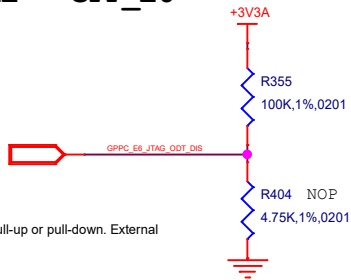 +3V3A
R355
100K,1%,0201
GPPC_E6_JTAG_ODT_DIS
R404 NOP
4.75K,1%,0201
ull-up or pull-down. External